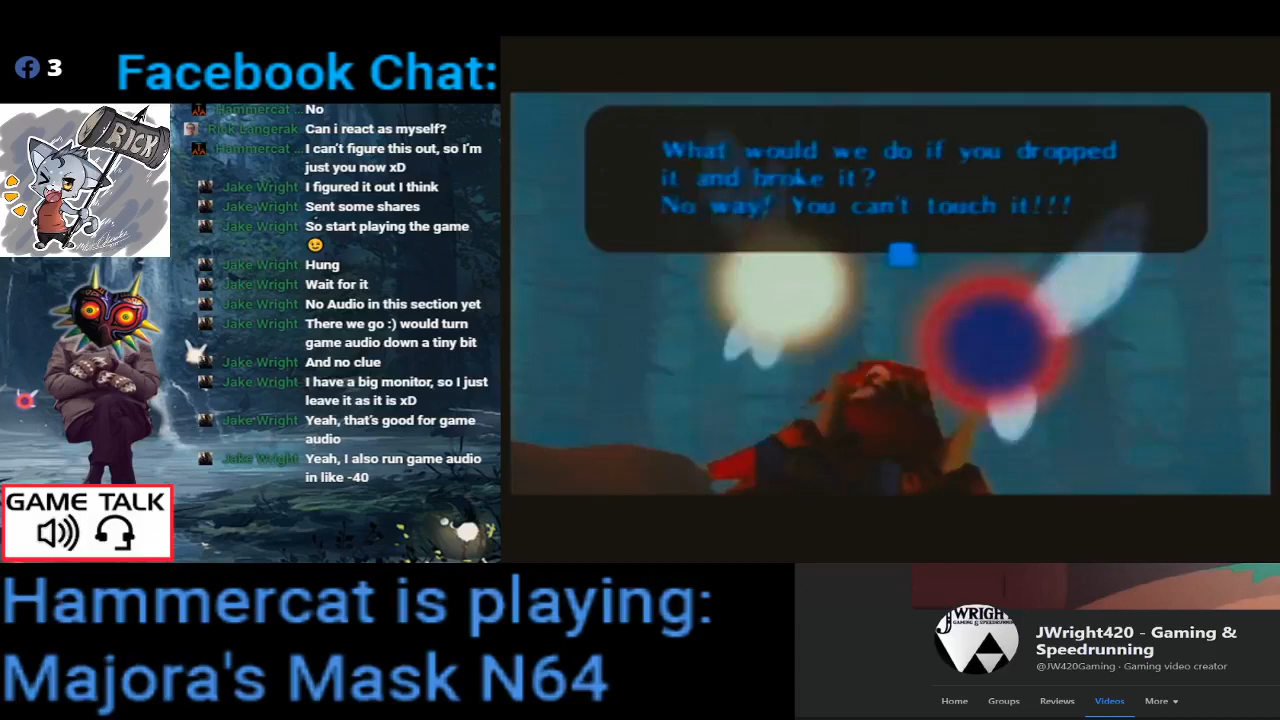 3
Facebook Chat:
RICK
Hammercat ... No
Rick Langerak Can i react as myself?
Hammercat ... I can't figure this out, so I'm
just you now xD
Jake Wright I figured it out I think
Jake Wright Sent some shares
Jake Wright So start playing the game
😉
Jake Wright Hung
Jake Wright Wait for it
Jake Wright No Audio in this section yet
Jake Wright There we go :) would turn
game audio down a tiny bit
Jake Wright And no clue
Jake Wright I have a big monitor, so I just
leave it as it is xD
Jake Wright Yeah, that's good for game
audio
Jake Wright Yeah, I also run game audio
in like -40
GAME TALK
What would we do if you dropped
it and broke it?
No way! You can't touch it!!!
Hammercat is playing:
Majora's Mask N64
JWRIGHT
GAMING & SPEEDRUNNING
JWright420 - Gaming &
Speedrunning
@JW420Gaming · Gaming video creator
Home Groups Reviews Videos More